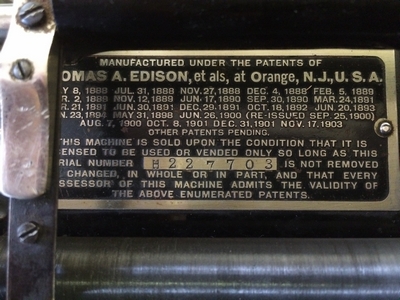 MANUFACTURED UNDER THE PATENTS OF
OMAS A. EDISON, et als, at Orange, N.J., U.S.A.
Y 8, 1888 JUL. 31, 1888 NOV. 27, 1888 DEC. 4, 1888 FEB. 5, 1889
R. 2, 1889 NOV. 12, 1889 JUN. 17, 1890 SEP. 30, 1890 MAR. 24, 1891
R. 21, 1891 JUN. 30, 1891 DEC. 29, 1891 OCT. 18, 1892 JUN. 20, 1893
N. 23, 1894 MAY 31, 1898 JUN. 26, 1900 (RE-ISSUED SEP. 25, 1900)
AUG. 7, 1900 OCT. 8, 1901 DEC. 31, 1901 NOV. 17, 1903
OTHER PATENTS PENDING.
THIS MACHINE IS SOLD UPON THE CONDITION THAT IT IS
ENSED TO BE USED OR VENDED ONLY SO LONG AS THIS
RIAL NUMBER H 227703 IS NOT REMOVED
CHANGED, IN WHOLE OR IN PART, AND THAT EVERY
SSESSOR OF THIS MACHINE ADMITS THE VALIDITY OF
THE ABOVE ENUMERATED PATENTS.